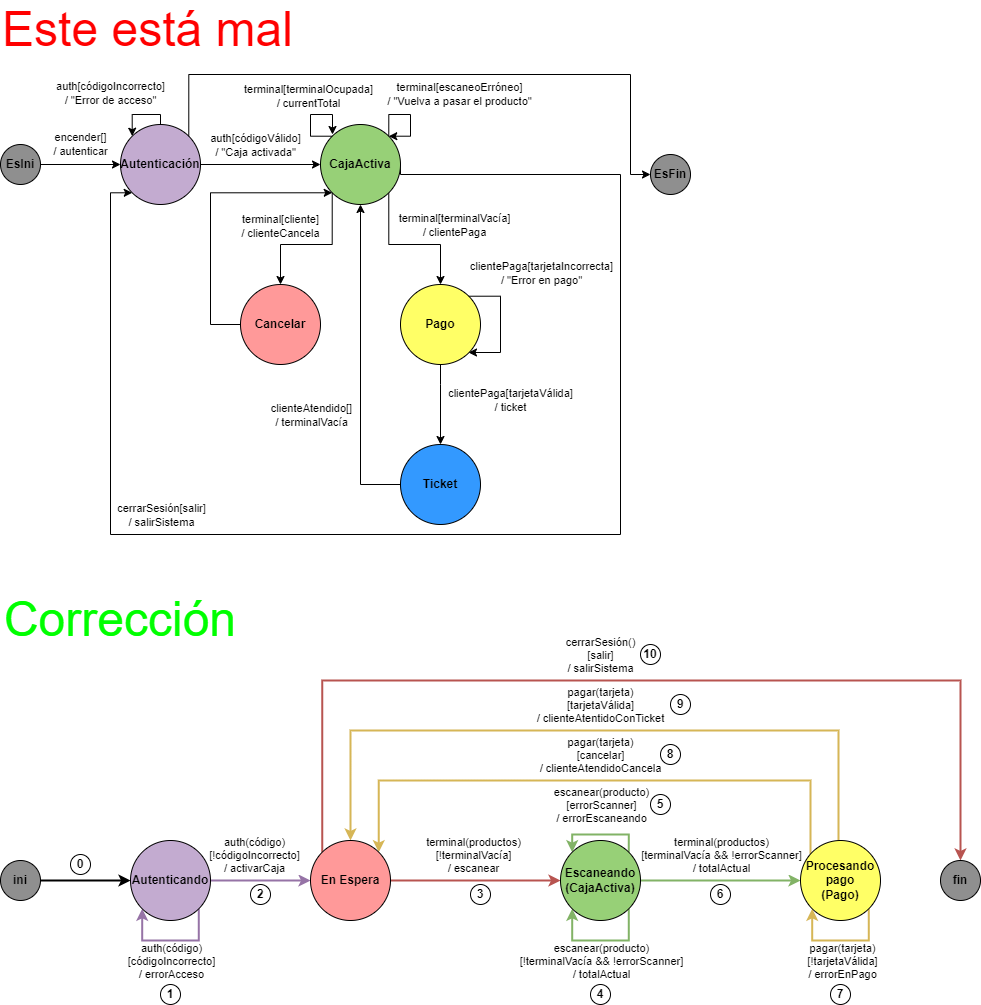 Este está mal
auth[códigoIncorrecto]
/ "Error de acceso"
terminal[terminalOcupada]
/ currentTotal
terminal[escaneoErróneo]
/ "Vuelva a pasar el producto"
encender[]
/ autenticar
auth[códigoVálido]
/ "Caja activada"
EsIni
Autenticación
CajaActiva
EsFin
terminal[cliente]
/ clienteCancela
terminal[terminalVacía]
/ clientePaga
clientePaga[tarjetaIncorrecta]
/ "Error en pago"
Cancelar
Pago
clientePaga[tarjetaVálida]
/ ticket
clienteAtendido[]
/ terminalVacía
Ticket
cerrarSesión[salir]
/ salirSistema
Corrección
cerrarSesión()
[salir]
/ salirSistema
10
pagar(tarjeta)
[tarjetaVálida]
/ clienteAtentidoConTicket
9
pagar(tarjeta)
[cancelar]
/ clienteAtendidoCancela
8
escanear(producto)
[errorScanner]
/ errorEscaneando
5
auth(código)
[!códigoIncorrecto]
/ activarCaja
2
terminal(productos)
[!terminalVacía]
/ escanear
3
terminal(productos)
[terminalVacía && !errorScanner]
/ totalActual
6
0
ini
Autenticando
En Espera
Escaneando
(CajaActiva)
Procesando
pago
(Pago)
fin
auth(código)
[códigoIncorrecto]
/ errorAcceso
1
escanear(producto)
[!terminalVacía && !errorScanner]
/ totalActual
4
pagar(tarjeta)
[!tarjetaVálida]
/ errorEnPago
7